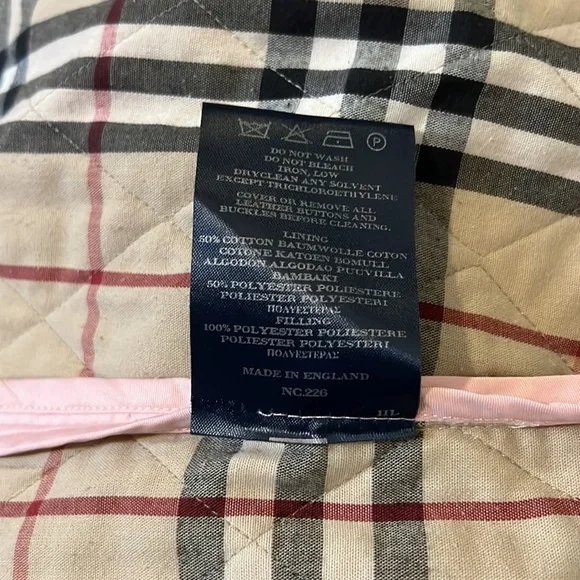 P
DO NOT WASH
DO NOT BLEACH
IRON, LOW
DRYCLEAN ANY SOLVENT
EXCEPT TRICHLOROETHYLENE
COVER OR REMOVE ALL
LEATHER BUTTONS AND
BUCKLES BEFORE CLEANING.
LINING
50% COTTON BAUMWOLLE COTON
COTONE KATOEN BOMULL
ALGODON ALGODAO PUUVILLA
BAMBAKI
50% POLYESTER POLIESTERE
POLIESTER POLYESTERI
ΠΟΛΥΕΣΤΕΡΑΣ
FILLING
100% POLYESTER POLIESTERE
POLIESTER POLYESTERI
ΠΟΛΥΕΣΤΕΡΑΣ
MADE IN ENGLAND
NC.226